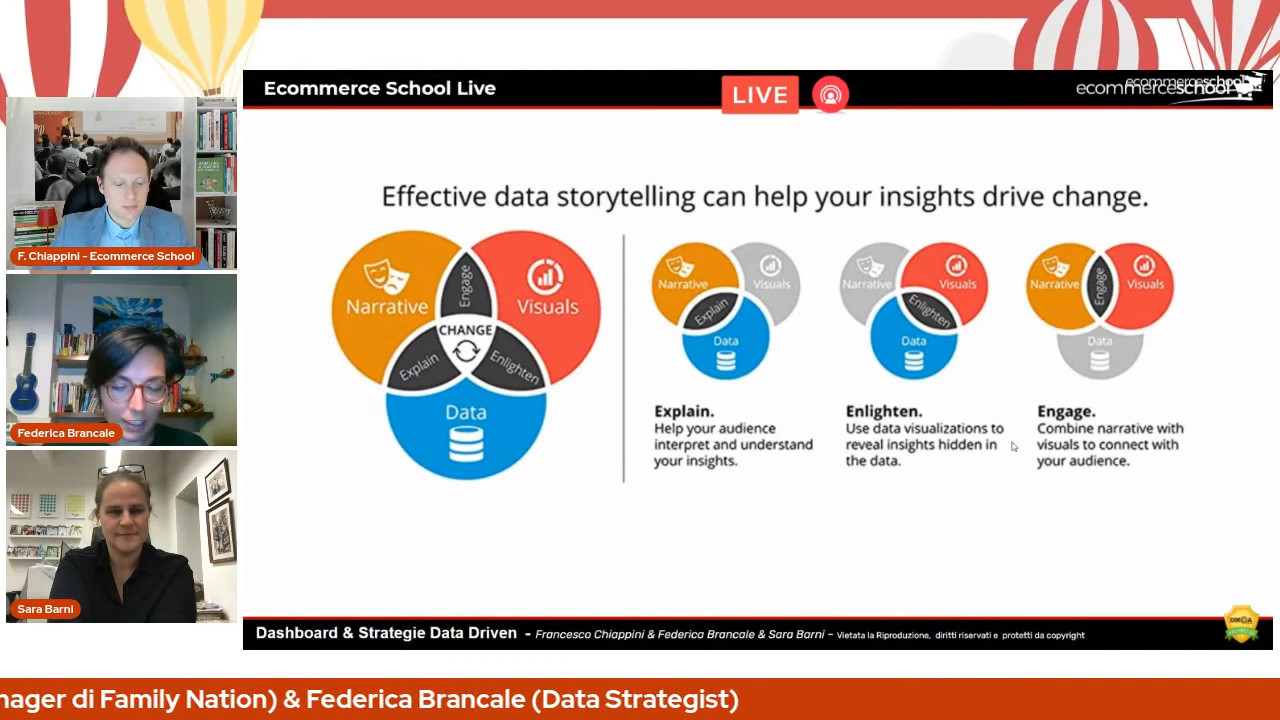 Ecommerce School Live
LIVE
ecommerceschool
ecommerceschool
F. Chiappini - Ecommerce School
Federica Brancale
Sara Barni
Effective data storytelling can help your insights drive change.
Narrative
Engage
Visuals
CHANGE
Explain
Enlighten
Data
Narrative
Visuals
Explain
Data
Narrative
Visuals
Enlighten
Data
Narrative
Engage
Visuals
Data
Explain.
Help your audience
interpret and understand
your insights.
Enlighten.
Use data visualizations to
reveal insights hidden in
the data.
Engage.
Combine narrative with
visuals to connect with
your audience.
Dashboard & Strategie Data Driven - Francesco Chiappini & Federica Brancale & Sara Barni – Vietata la Riproduzione, diritti riservati e protetti da copyright
DMCA
nager di Family Nation) & Federica Brancale (Data Strategist)